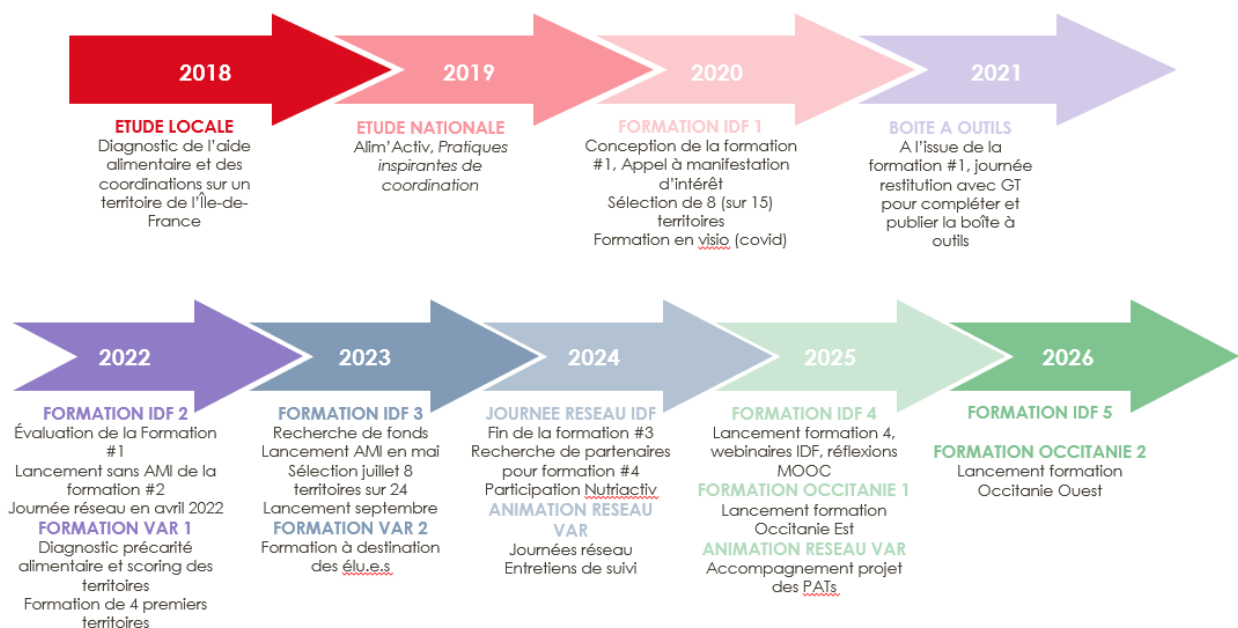 2018
ETUDE LOCALE
Diagnostic de l'aide
alimentaire et des
coordinations sur un
territoire de l'Île-de-
France
2019
ETUDE NATIONALE
Alim'Activ, Pratiques
inspirantes de
coordination
2020
FORMATION IDF 1
Conception de la formation
#1, Appel à manifestation
d'intérêt
Sélection de 8 (sur 15)
territoires
Formation en visio (covid)
2021
BOITE A OUTILS
A l'issue de la
formation #1, journée
restitution avec GT
pour compléter et
publier la boîte à
outils
2022
FORMATION IDF 2
Évaluation de la Formation
#1
Lancement sans AMI de la
formation #2
Journée réseau en avril 2022
FORMATION VAR 1
Diagnostic précarité
alimentaire et scoring des
territoires
Formation de 4 premiers
territoires
2023
FORMATION IDF 3
Recherche de fonds
Lancement AMI en mai
Sélection juillet 8
territoires sur 24
Lancement septembre
FORMATION VAR 2
Formation à destination
des élu.e.s
2024
JOURNEE RESEAU IDF
Fin de la formation #3
Recherche de partenaires
pour formation #4
Participation Nutriactiv
ANIMATION RESEAU
VAR
Journées réseau
Entretiens de suivi
2025
FORMATION IDF 4
Lancement formation 4,
webinaires IDF, réflexions
MOOC
FORMATION OCCITANIE 1
Lancement formation
Occitanie Est
ANIMATION RESEAU VAR
Accompagnement projet
des PATs
2026
FORMATION IDF 5
FORMATION OCCITANIE 2
Lancement formation
Occitanie Ouest